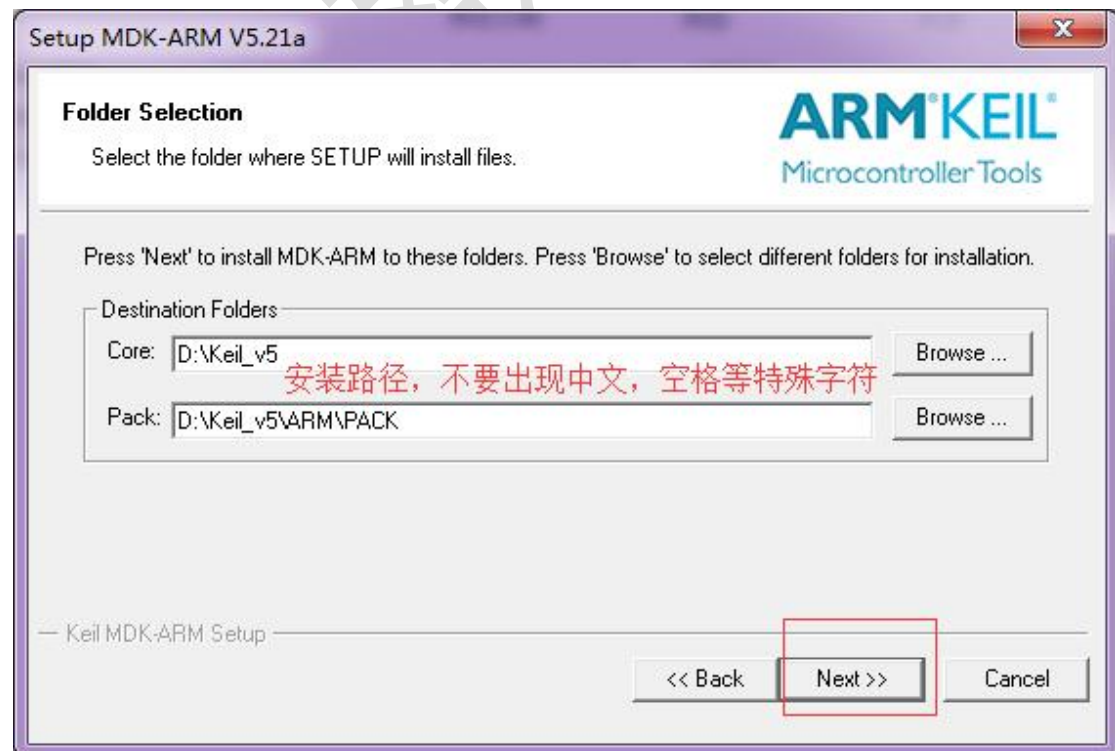 Setup MDK-ARM V5.21a
Folder Selection
Select the folder where SETUP will install files.
ARM®KEIL®
Microcontroller Tools
Press 'Next' to install MDK-ARM to these folders. Press 'Browse' to select different folders for installation.
Destination Folders
Core: D:\Keil_v5 Browse ...
安装路径，不要出现中文，空格等特殊字符
Pack: D:\Keil_v5\ARM\PACK Browse ...
Keil MDK-ARM Setup
<< Back Next >> Cancel